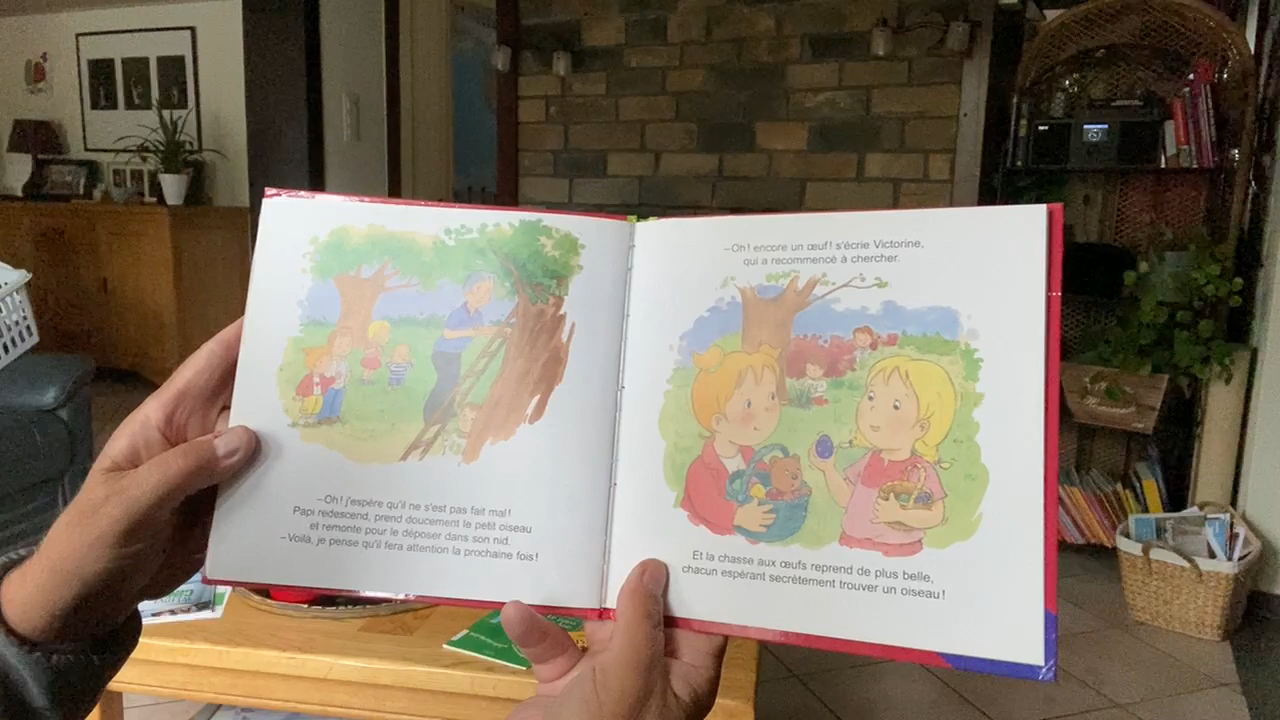 –Oh! j'espère qu'il ne s'est pas fait mal!
Papi redescend, prend doucement le petit oiseau
et remonte pour le déposer dans son nid.
–Voilà, je pense qu'il fera attention la prochaine fois!
–Oh! encore un œuf! s'écrie Victorine,
qui a recommencé à chercher.
Et la chasse aux œufs reprend de plus belle,
chacun espérant secrètement trouver un oiseau!